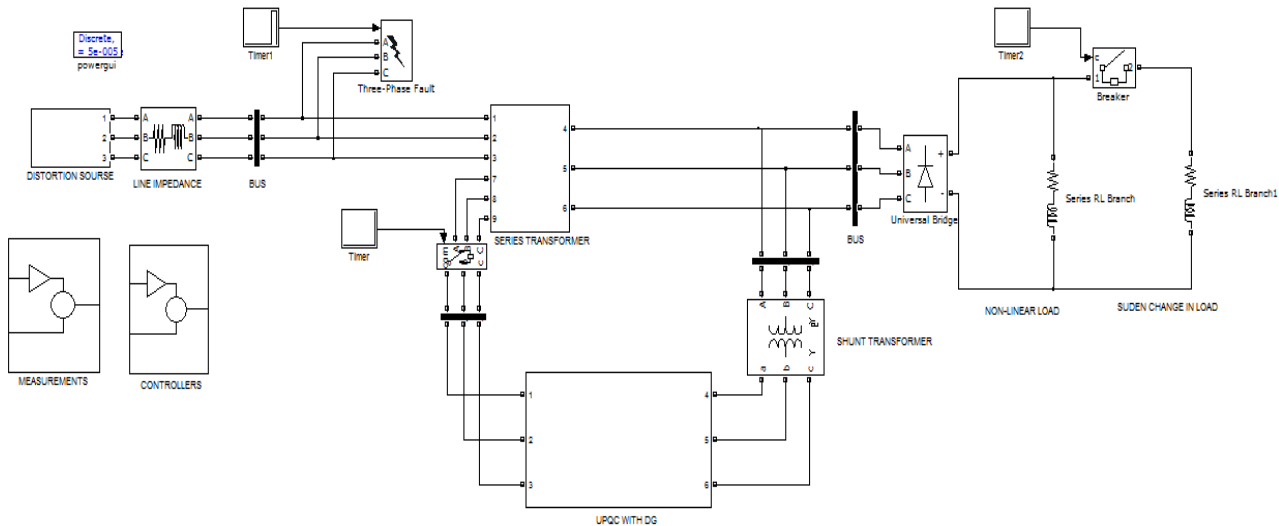 Discrete,
= 5e-005
powergui
Timer1
A
B
C
Three-Phase Fault
Timer2
c
1
2
Breaker
1
2
3
DISTORTION SOURSE
A
B
C
A
B
C
LINE IMPEDANCE
BUS
1
2
3
7
8
9
4
5
6
SERIES TRANSFORMER
BUS
A
B
C
+
-
Universal Bridge
Series RL Branch
Series RL Branch1
NON-LINEAR LOAD
SUDEN CHANGE IN LOAD
Timer
A
B
C
c
MEASUREMENTS
CONTROLLERS
A
B
C
Y
a
b
c
SHUNT TRANSFORMER
1
2
3
4
5
6
UPQC WITH DG